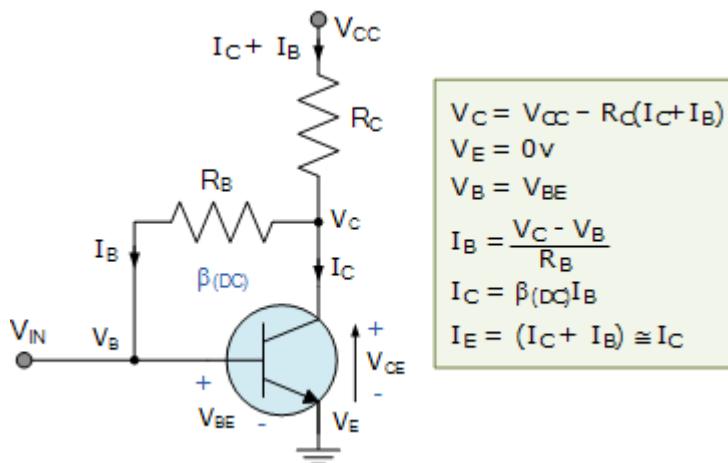 V_CC
I_C + I_B
R_C
R_B
V_C
I_B
β(DC)
I_C
V_IN
V_B
+
V_CE
-
+
V_BE
-
V_E
V_C = V_CC – R_C(I_C+I_B)
V_E = 0v
V_B = V_BE
I_B = V_C - V_B / R_B
I_C = β(DC)I_B
I_E = (I_C + I_B) ≅ I_C